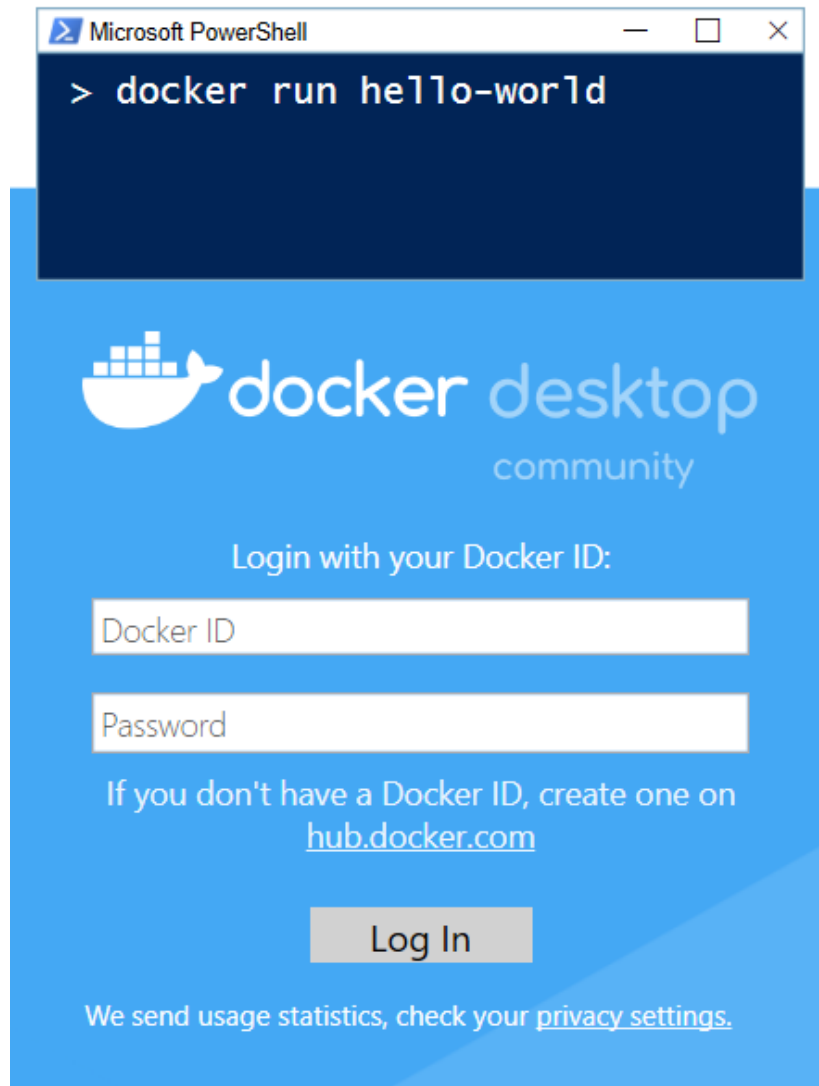 Microsoft PowerShell
> docker run hello-world
docker desktop
community
Login with your Docker ID:
Docker ID
Password
If you don't have a Docker ID, create one on
hub.docker.com
Log In
We send usage statistics, check your privacy settings.